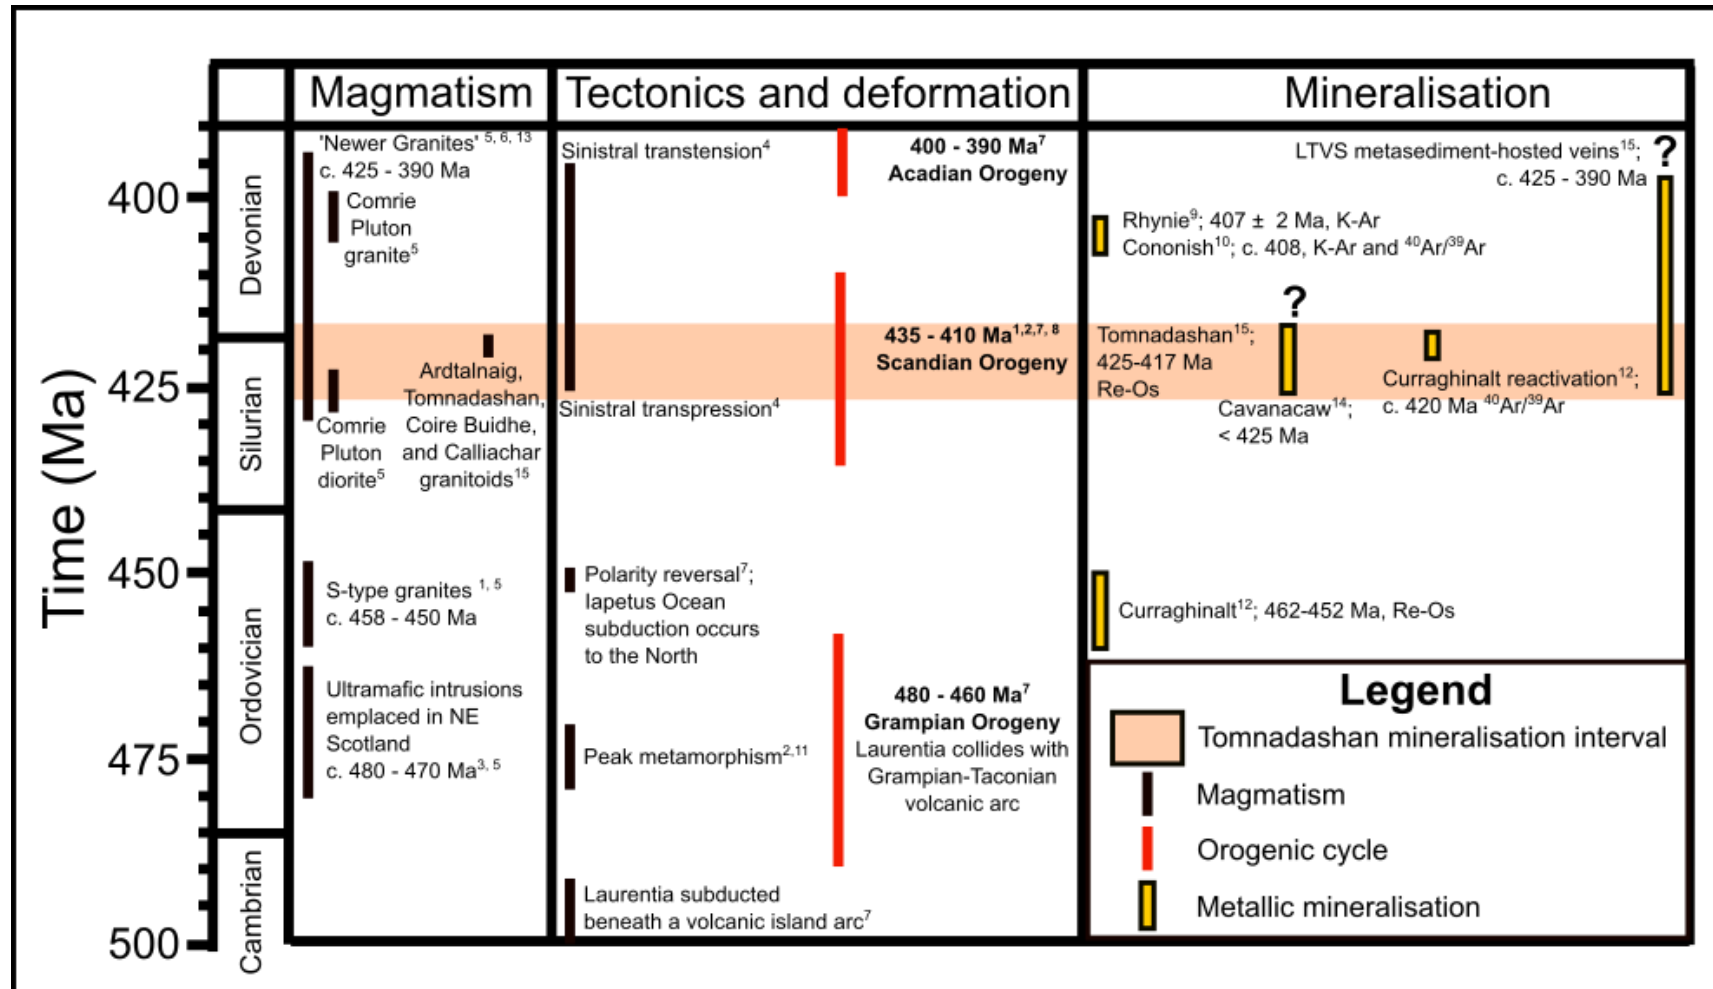 Magmatism
Tectonics and deformation
Mineralisation
Time (Ma)
400
425
450
475
500
Devonian
Silurian
Ordovician
Cambrian
'Newer Granites' 5, 6, 13
c. 425 - 390 Ma
Comrie
Pluton
granite5
Ardtalnaig,
Tomnadashan,
Coire Buidhe,
and Calliachar
granitoids15
Comrie
Pluton
diorite5
S-type granites 1, 5
c. 458 - 450 Ma
Ultramafic intrusions
emplaced in NE
Scotland
c. 480 - 470 Ma3, 5
Sinistral transtension4
Sinistral transpression4
Polarity reversal7;
Iapetus Ocean
subduction occurs
to the North
Peak metamorphism2,11
Laurentia subducted
beneath a volcanic island arc7
400 - 390 Ma7
Acadian Orogeny
435 - 410 Ma1,2,7, 8
Scandian Orogeny
480 - 460 Ma7
Grampian Orogeny
Laurentia collides with
Grampian-Taconian
volcanic arc
LTVS metasediment-hosted veins15;
c. 425 - 390 Ma
?
Rhynie9; 407 ± 2 Ma, K-Ar
Cononish10; c. 408, K-Ar and 40Ar/39Ar
?
Tomnadashan15;
425-417 Ma
Re-Os
Cavanacaw14;
< 425 Ma
Curraghinalt reactivation12;
c. 420 Ma 40Ar/39Ar
Curraghinalt12; 462-452 Ma, Re-Os
Legend
Tomnadashan mineralisation interval
Magmatism
Orogenic cycle
Metallic mineralisation